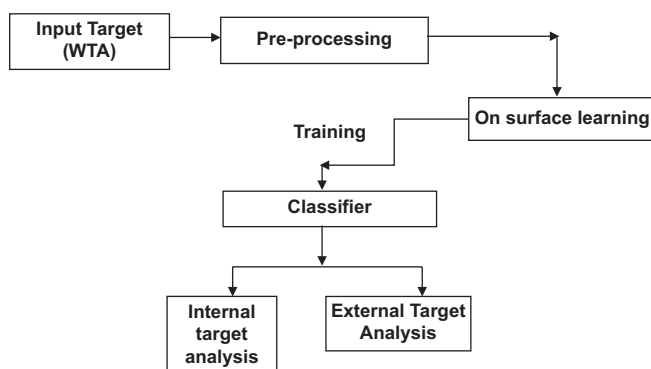 Input Target
(WTA)
Pre-processing
On surface learning
Training
Classifier
Internal
target
analysis
External Target
Analysis